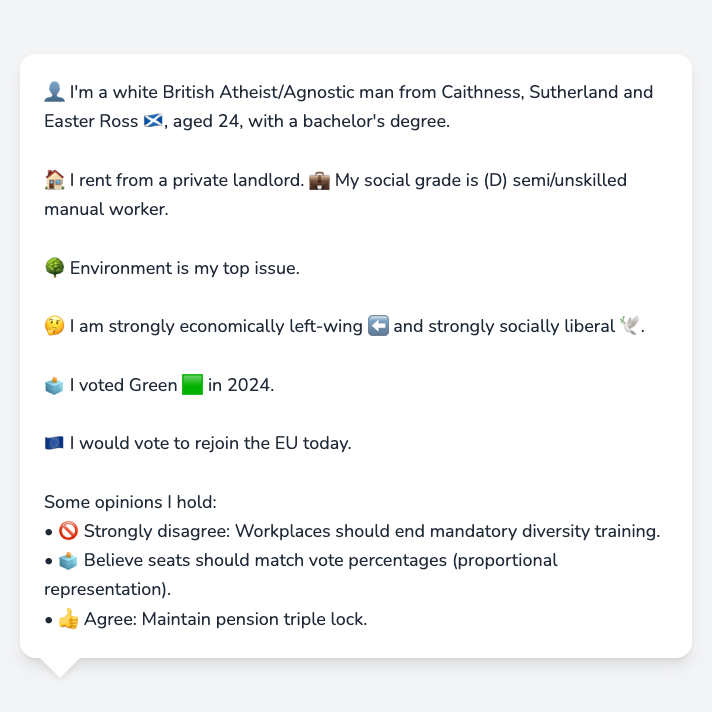 👤 I'm a white British Atheist/Agnostic man from Caithness, Sutherland and
Easter Ross 🏴󠁧󠁢󠁳󠁣󠁴󠁿, aged 24, with a bachelor's degree.
🏠 I rent from a private landlord. 💼 My social grade is (D) semi/unskilled
manual worker.
🌳 Environment is my top issue.
🤔 I am strongly economically left-wing ⬅️ and strongly socially liberal 🕊️.
🗳️ I voted Green 🟩 in 2024.
🇪🇺 I would vote to rejoin the EU today.
Some opinions I hold:
• 🚫 Strongly disagree: Workplaces should end mandatory diversity training.
• 🗳️ Believe seats should match vote percentages (proportional
representation).
• 👍 Agree: Maintain pension triple lock.